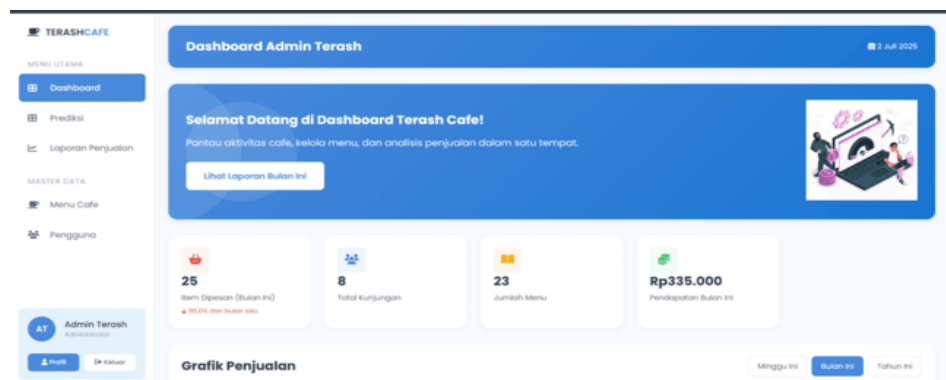 TERASHCAFE
MENU UTAMA
Dashboard
Prediksi
Laporan Penjualan
MASTER DATA
Menu Cafe
Pengguna
AT
Admin Terash
Administrator
Profil
Keluar
Dashboard Admin Terash
2 Juli 2025
Selamat Datang di Dashboard Terash Cafe!
Pantau aktivitas cafe, kelola menu, dan analisis penjualan dalam satu tempat.
Lihat Laporan Bulan Ini
25
Item Dipesan (Bulan Ini)
dari bulan lalu
8
Total Kunjungan
23
Jumlah Menu
Rp335.000
Pendapatan Bulan Ini
Grafik Penjualan
Minggu Ini
Bulan Ini
Tahun Ini